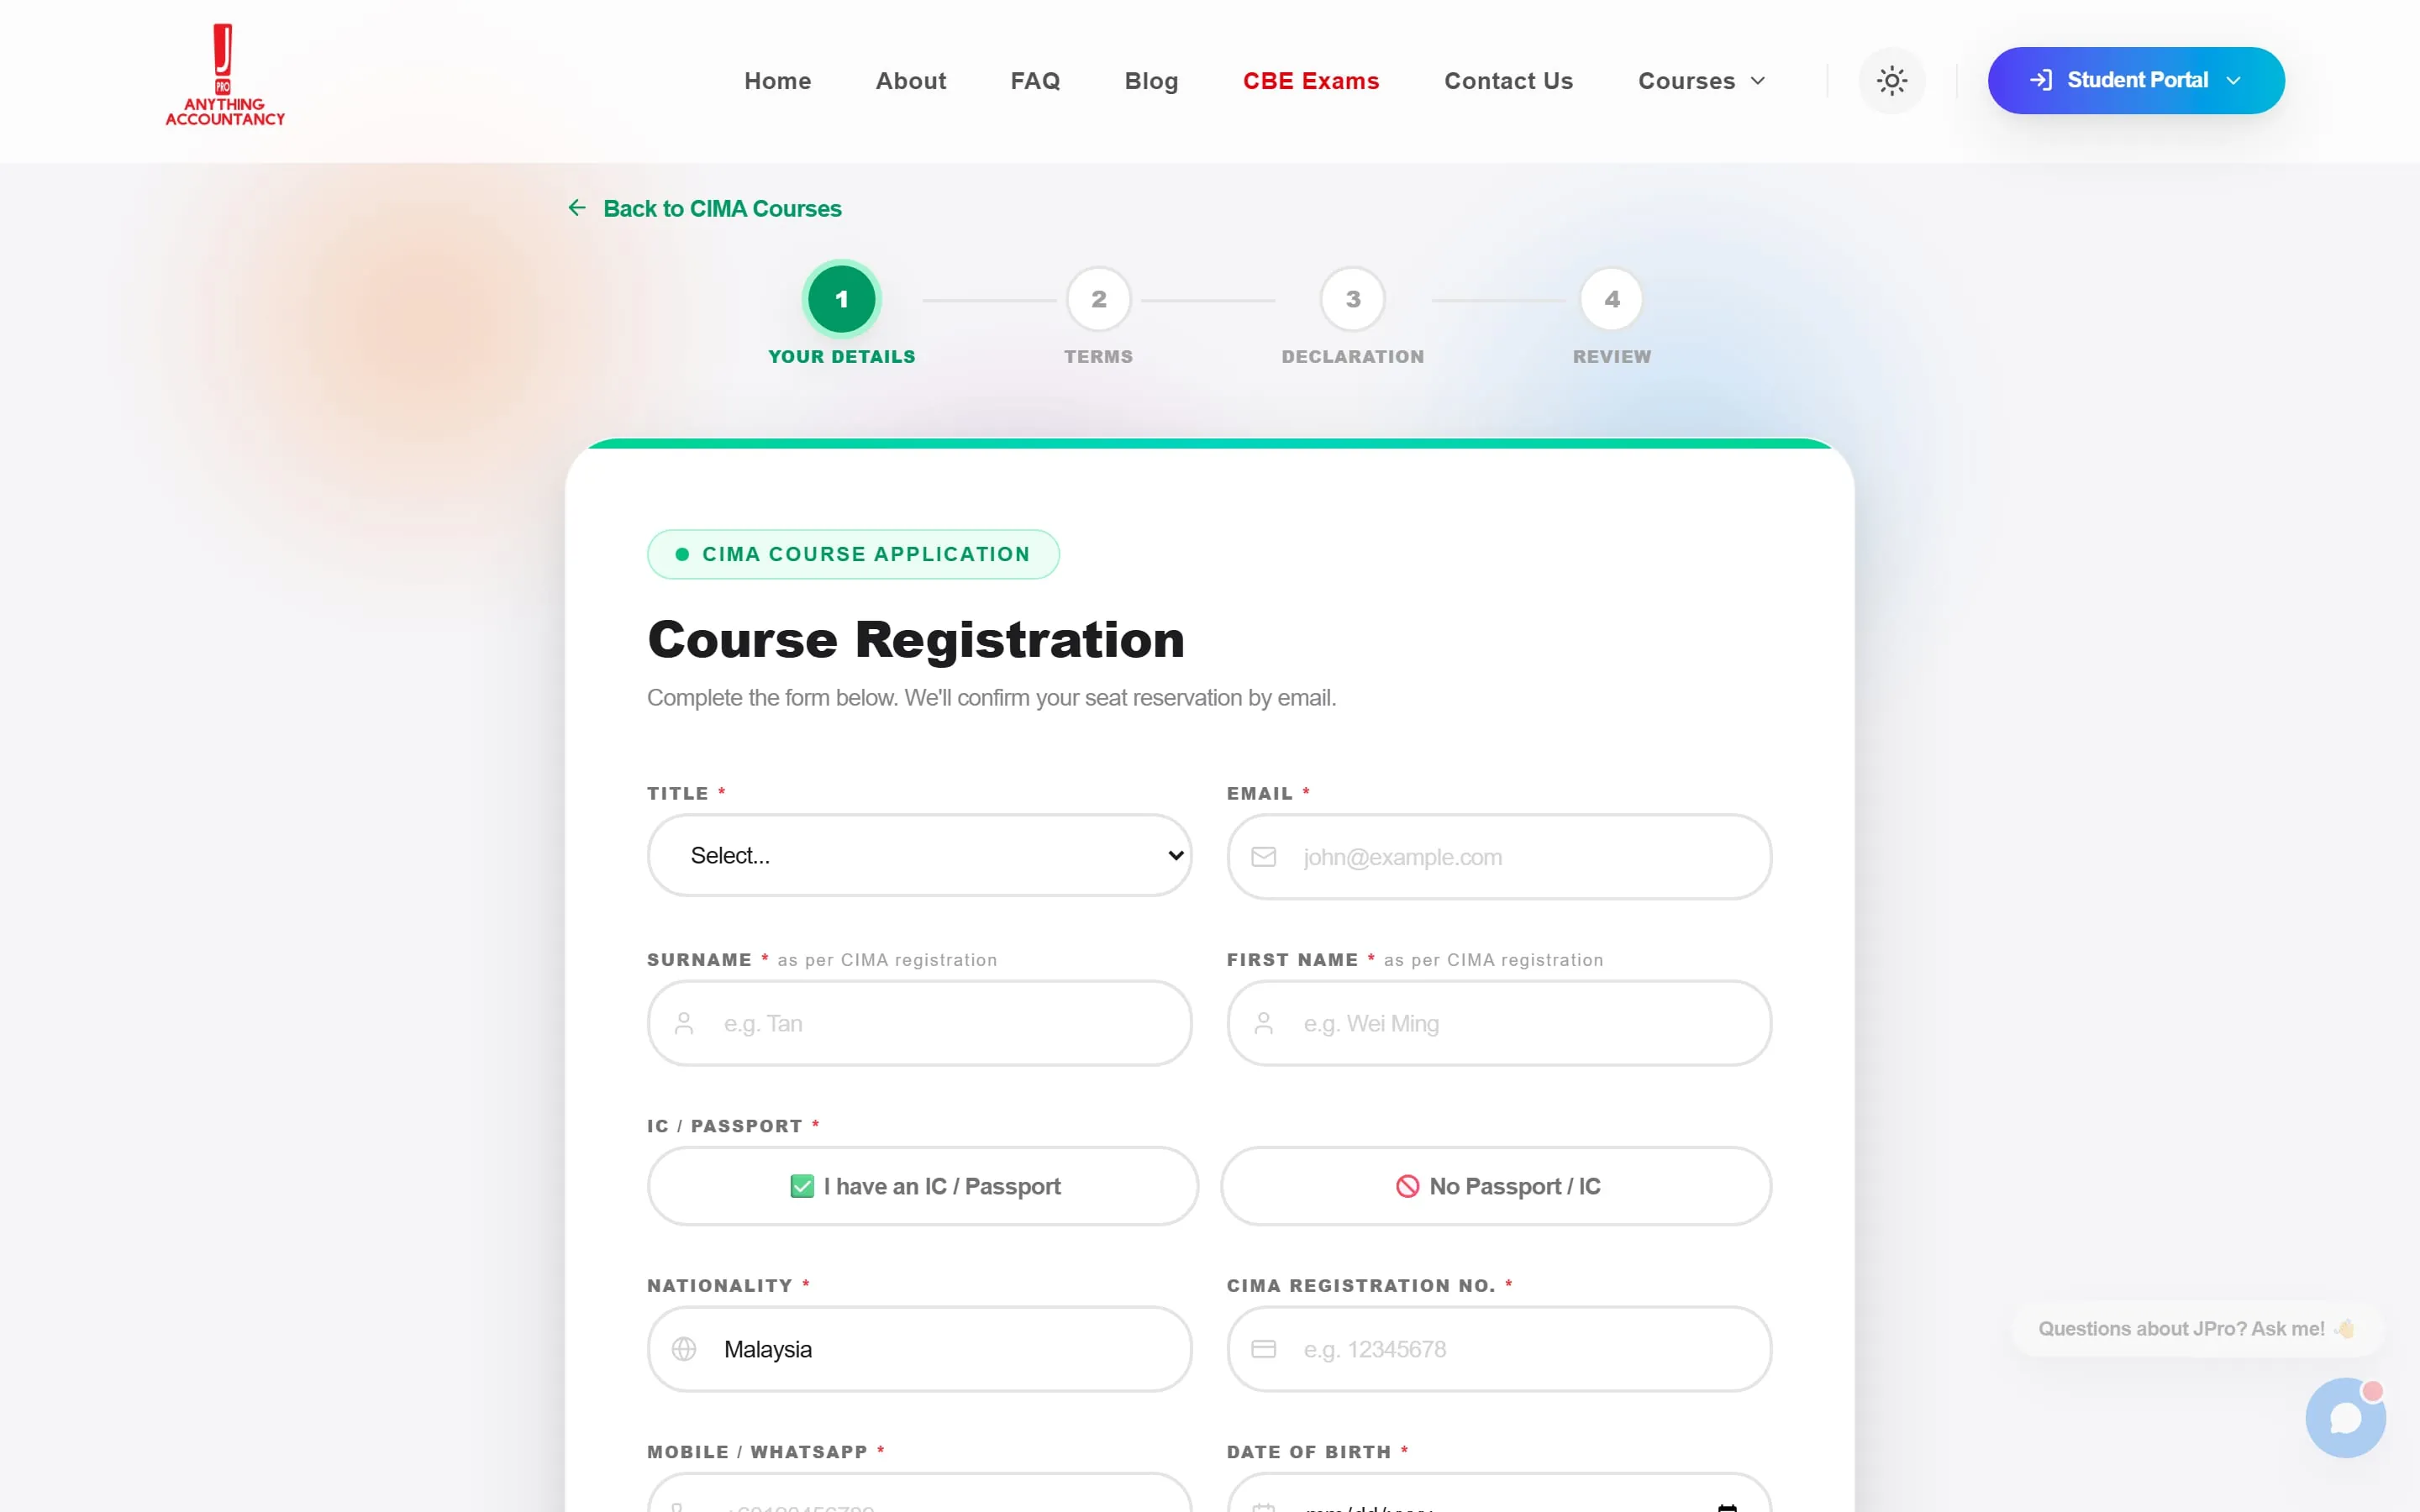 J
PRO
ANYTHING
ACCOUNTANCY
Home
About
FAQ
Blog
CBE Exams
Contact Us
Courses
Student Portal
Back to CIMA Courses
1
2
3
4
YOUR DETAILS
TERMS
DECLARATION
REVIEW
CIMA COURSE APPLICATION
Course Registration
Complete the form below. We'll confirm your seat reservation by email.
TITLE *
EMAIL *
Select...
john@example.com
SURNAME * as per CIMA registration
FIRST NAME * as per CIMA registration
e.g. Tan
e.g. Wei Ming
IC / PASSPORT *
I have an IC / Passport
No Passport / IC
NATIONALITY *
CIMA REGISTRATION NO. *
Malaysia
e.g. 12345678
Questions about JPro? Ask me! 👋
MOBILE / WHATSAPP *
DATE OF BIRTH *